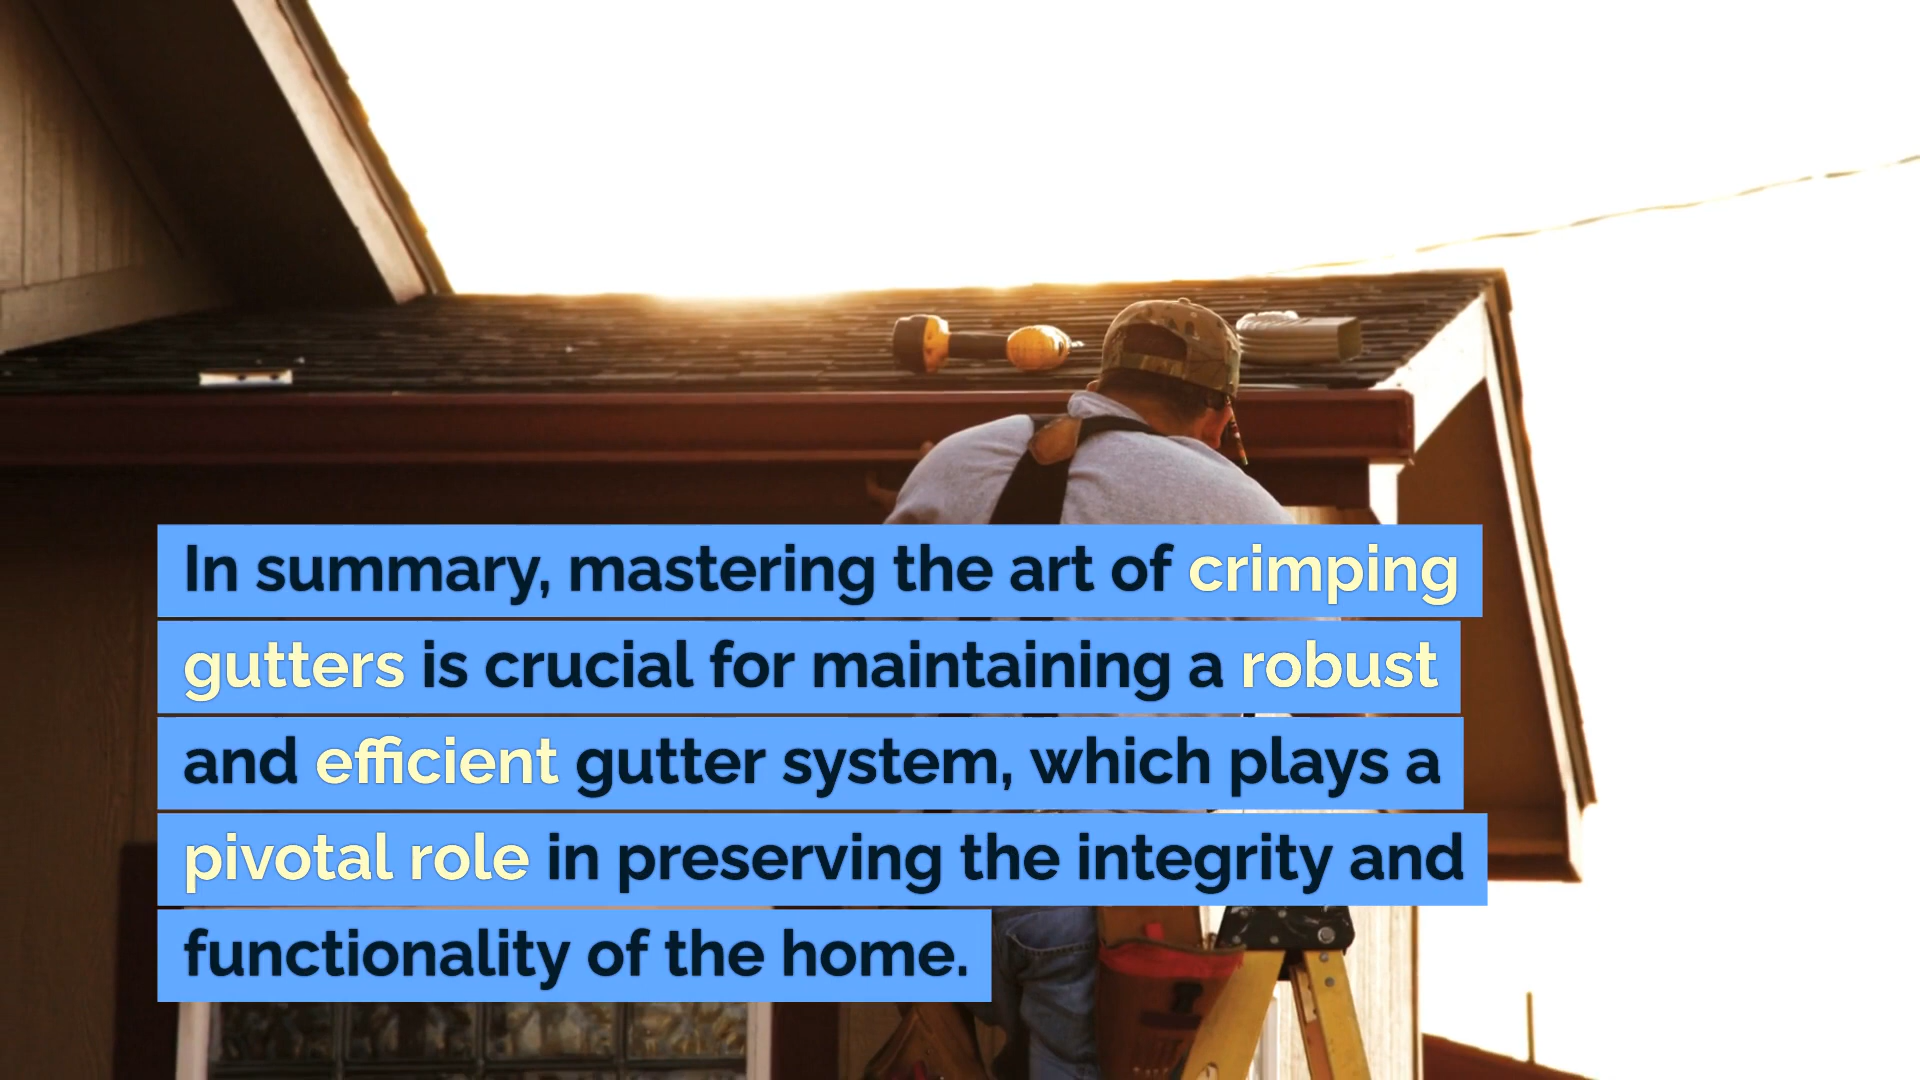 In summary, mastering the art of crimping
gutters is crucial for maintaining a robust
and efficient gutter system, which plays a
pivotal role in preserving the integrity and
functionality of the home.